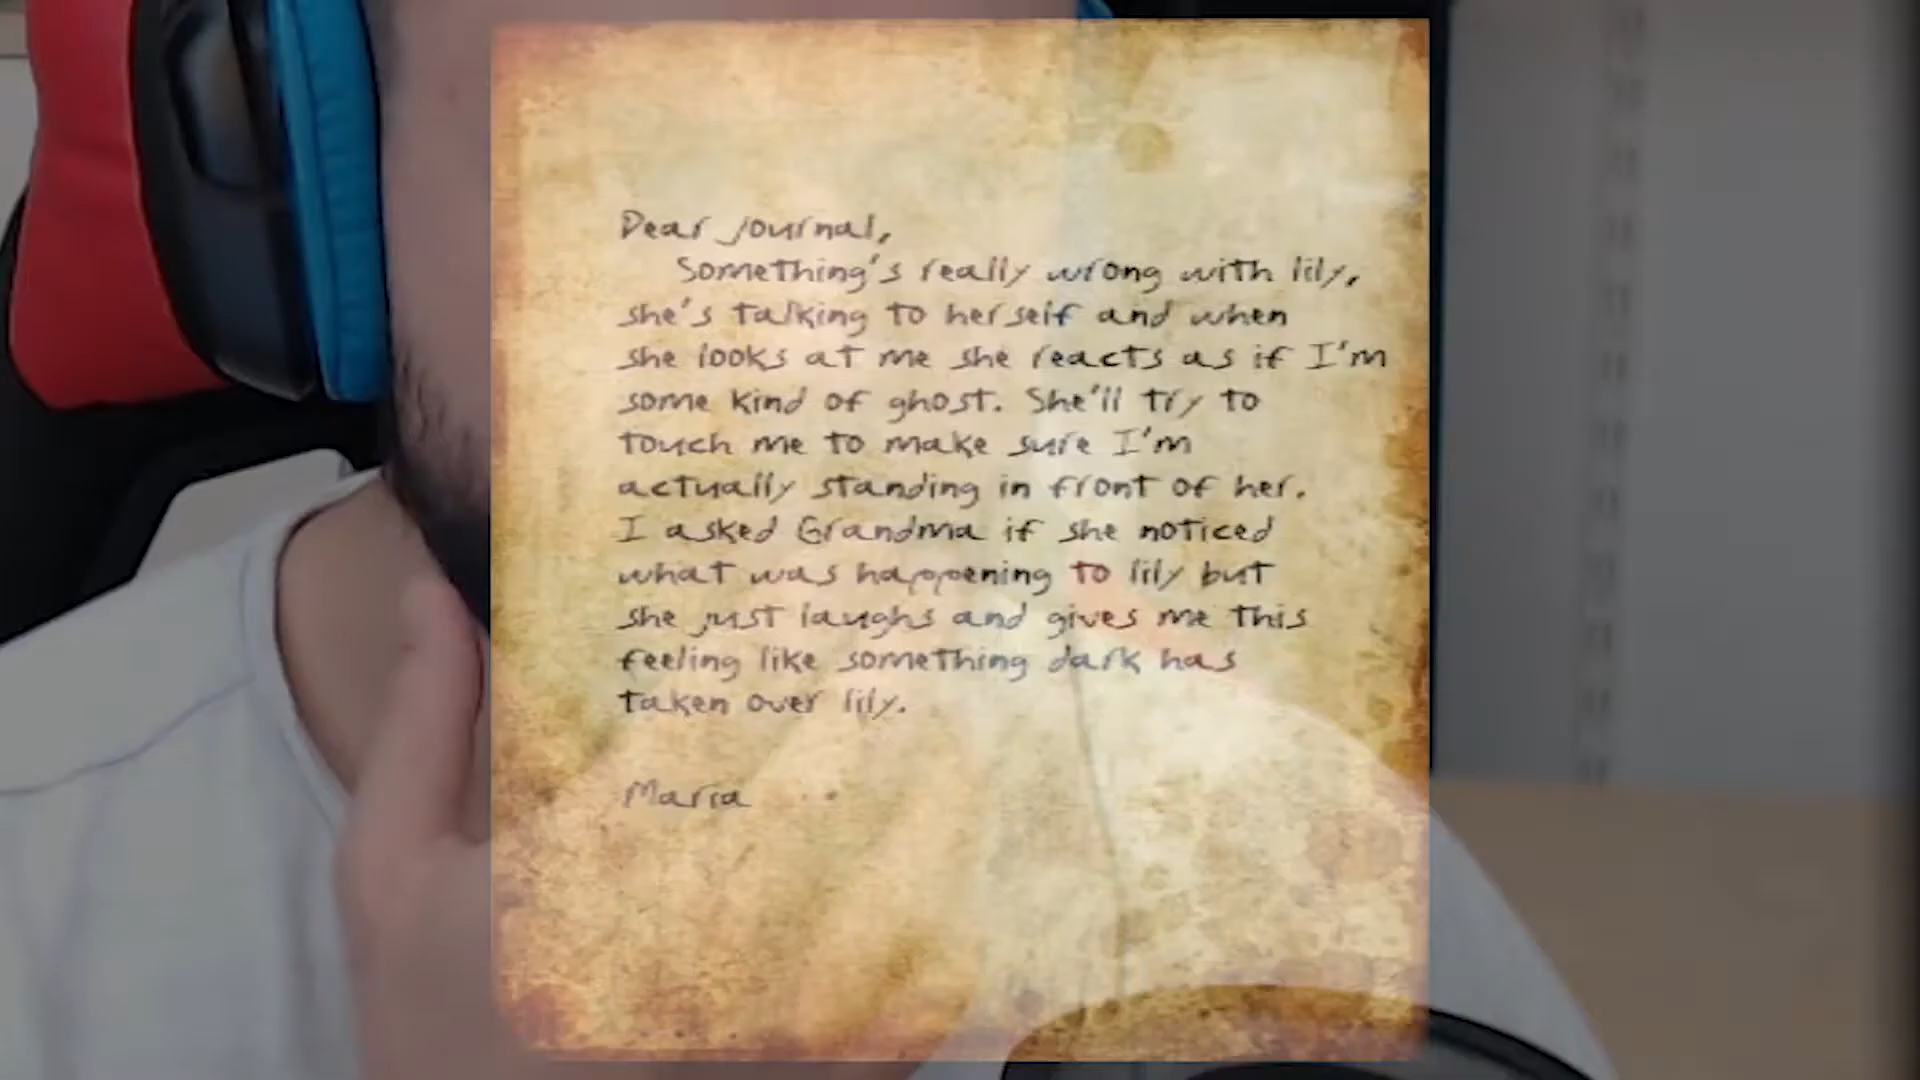 Dear Journal,
Something's really wrong with lily,
she's talking to herself and when
she looks at me she reacts as if I'm
some kind of ghost. She'll try to
touch me to make sure I'm
actually standing in front of her.
I asked Grandma if she noticed
what was happening to lily but
she just laughs and gives me this
feeling like something dark has
taken over lily.
Maria